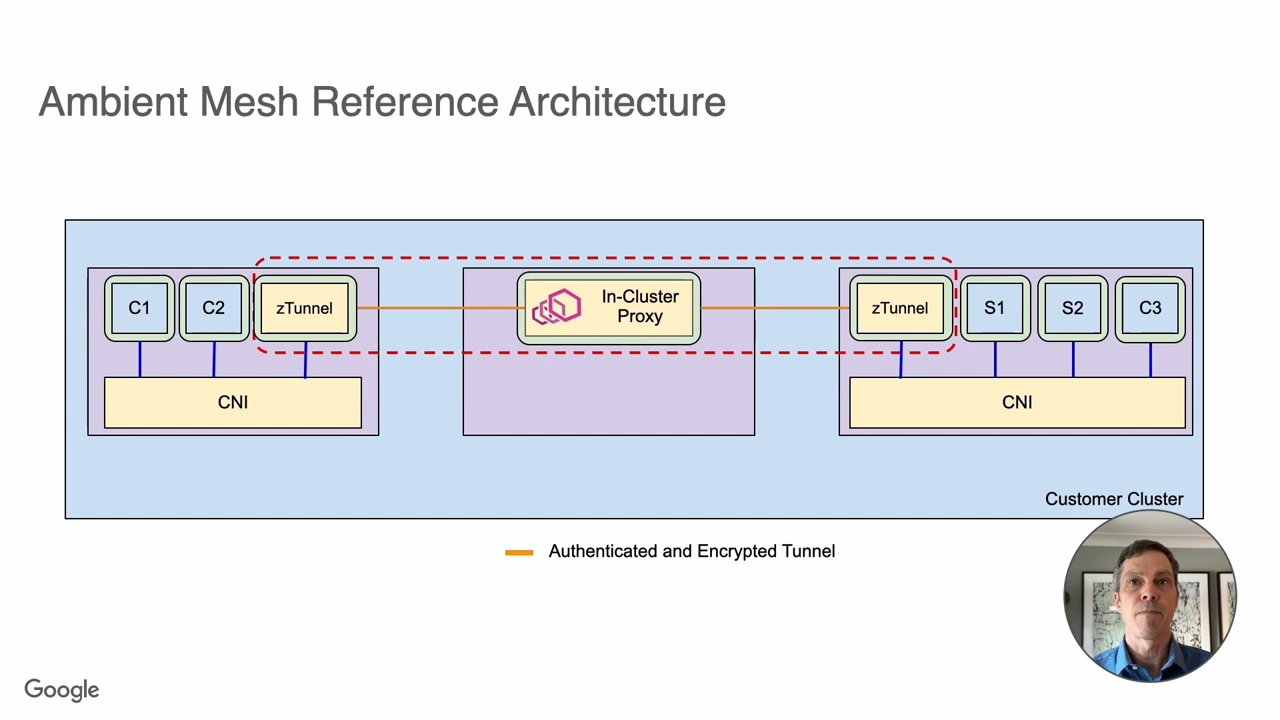 Ambient Mesh Reference Architecture
C1
C2
zTunnel
In-Cluster
Proxy
zTunnel
S1
S2
C3
CNI
CNI
Customer Cluster
Authenticated and Encrypted Tunnel
Google